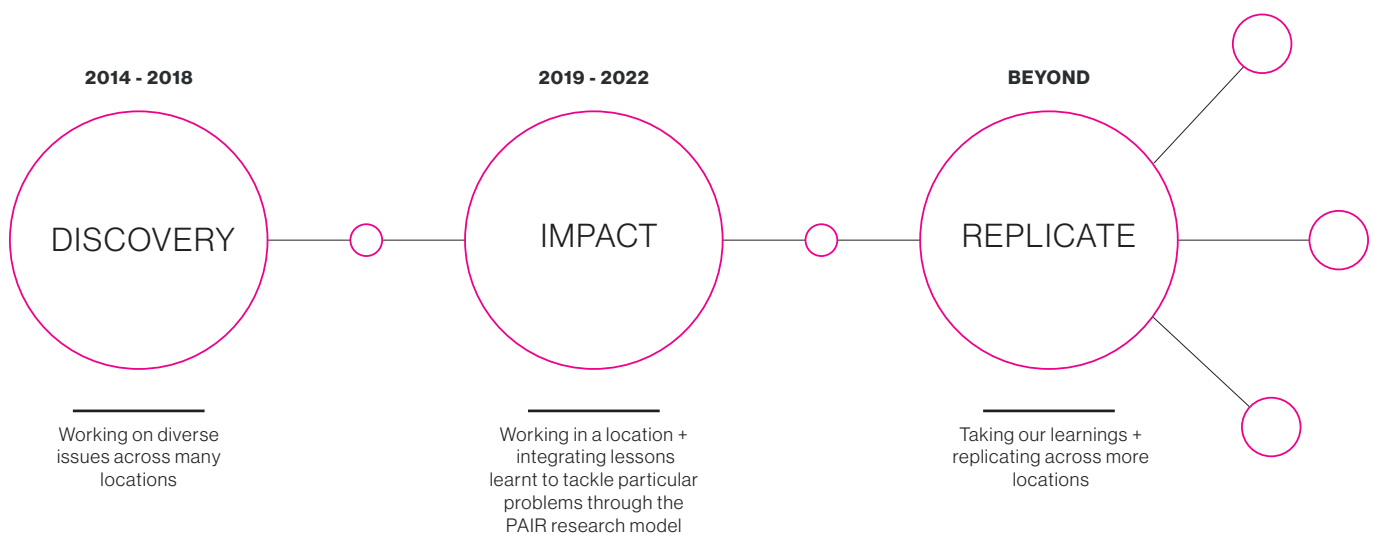 2014 - 2018
DISCOVERY
Working on diverse
issues across many
locations
2019 - 2022
IMPACT
Working in a location +
integrating lessons
learnt to tackle particular
problems through the
PAIR research model
BEYOND
REPLICATE
Taking our learnings +
replicating across more
locations